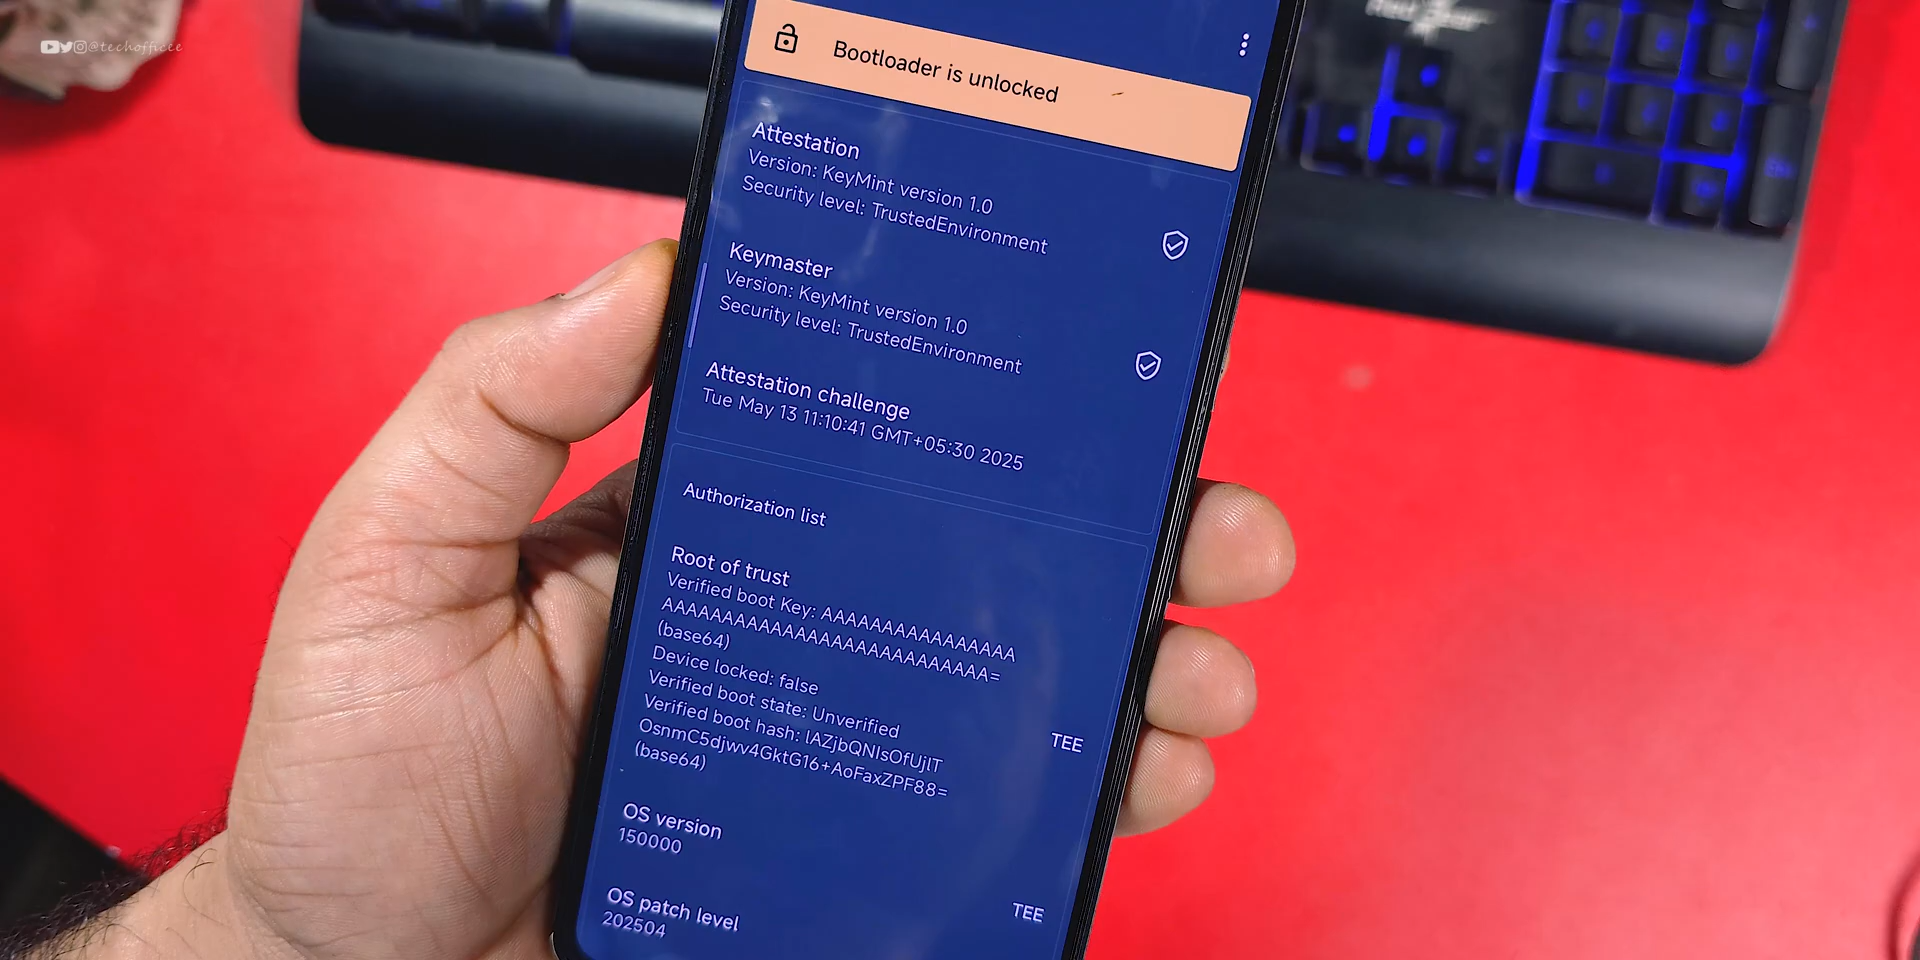 @techofficee
Bootloader is unlocked
Attestation
Version: KeyMint version 1.0
Security level: TrustedEnvironment
Keymaster
Version: KeyMint version 1.0
Security level: TrustedEnvironment
Attestation challenge
Tue May 13 11:10:41 GMT+05:30 2025
Authorization list
Root of trust
Verified boot Key: AAAAAAAAAAAAAAAA
AAAAAAAAAAAAAAAAAAAAAAAAAAA=
(base64)
Device locked: false
Verified boot state: Unverified
Verified boot hash: lAZjbQNIsOfUjlT
OsnmC5djwv4GktG16+AoFaxZPF88=
(base64)
TEE
OS version
150000
OS patch level
202504
TEE